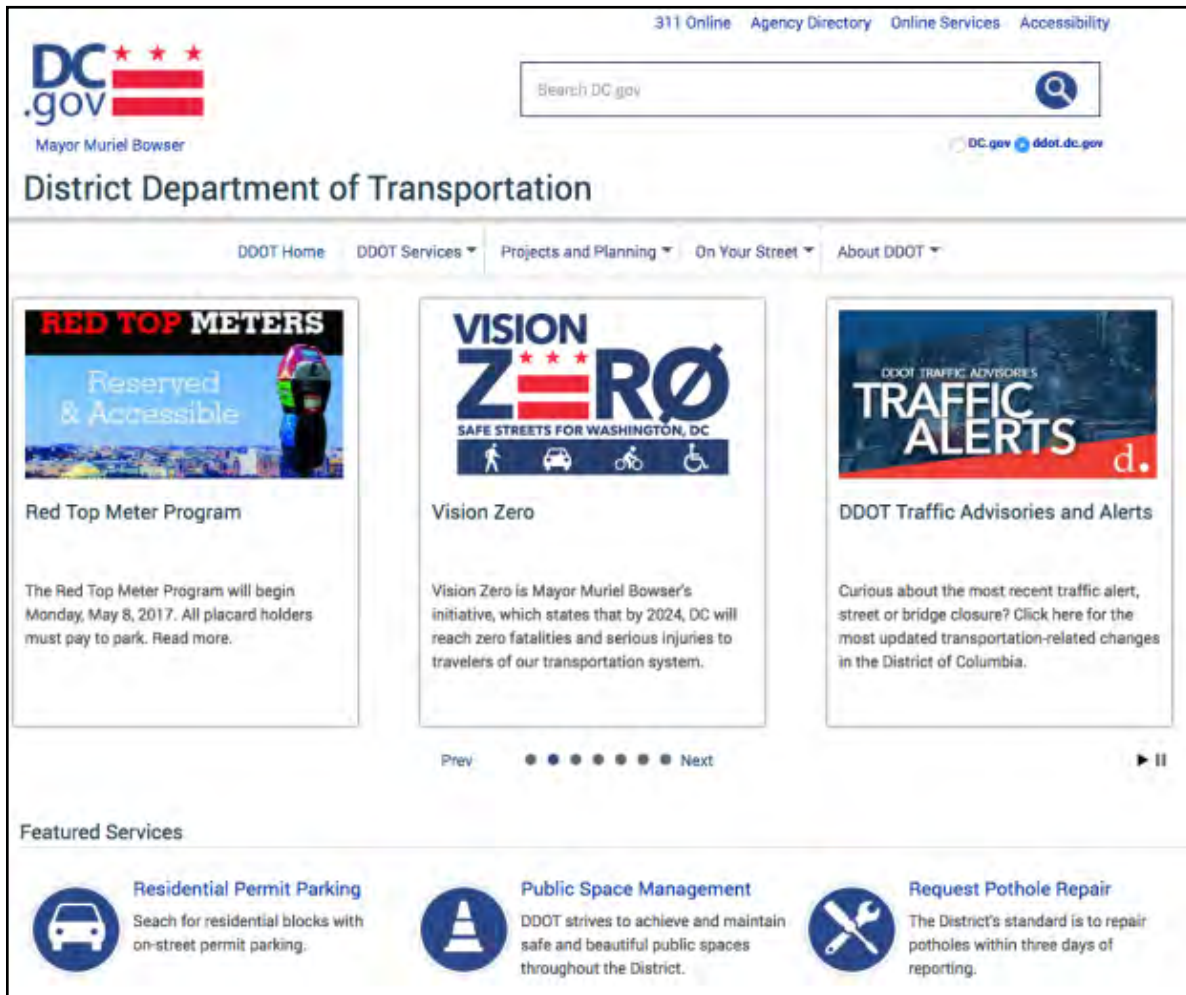 311 Online Agency Directory Online Services Accessibility
DC
.gov
Search DC.gov
Mayor Muriel Bowser
DC.gov ddot.dc.gov
District Department of Transportation
DDOT Home DDOT Services Projects and Planning On Your Street About DDOT
RED TOP METERS
Reserved
& Accessible
Red Top Meter Program
The Red Top Meter Program will begin
Monday, May 8, 2017. All placard holders
must pay to park. Read more.
VISION
ZERØ
SAFE STREETS FOR WASHINGTON, DC
Vision Zero
Vision Zero is Mayor Muriel Bowser's
initiative, which states that by 2024, DC will
reach zero fatalities and serious injuries to
travelers of our transportation system.
DDOT TRAFFIC ADVISORIES
TRAFFIC
ALERTS
d.
DDOT Traffic Advisories and Alerts
Curious about the most recent traffic alert,
street or bridge closure? Click here for the
most updated transportation-related changes
in the District of Columbia.
Prev Next
Featured Services
Residential Permit Parking
Seach for residential blocks with
on-street permit parking.
Public Space Management
DDOT strives to achieve and maintain
safe and beautiful public spaces
throughout the District.
Request Pothole Repair
The District's standard is to repair
potholes within three days of
reporting.